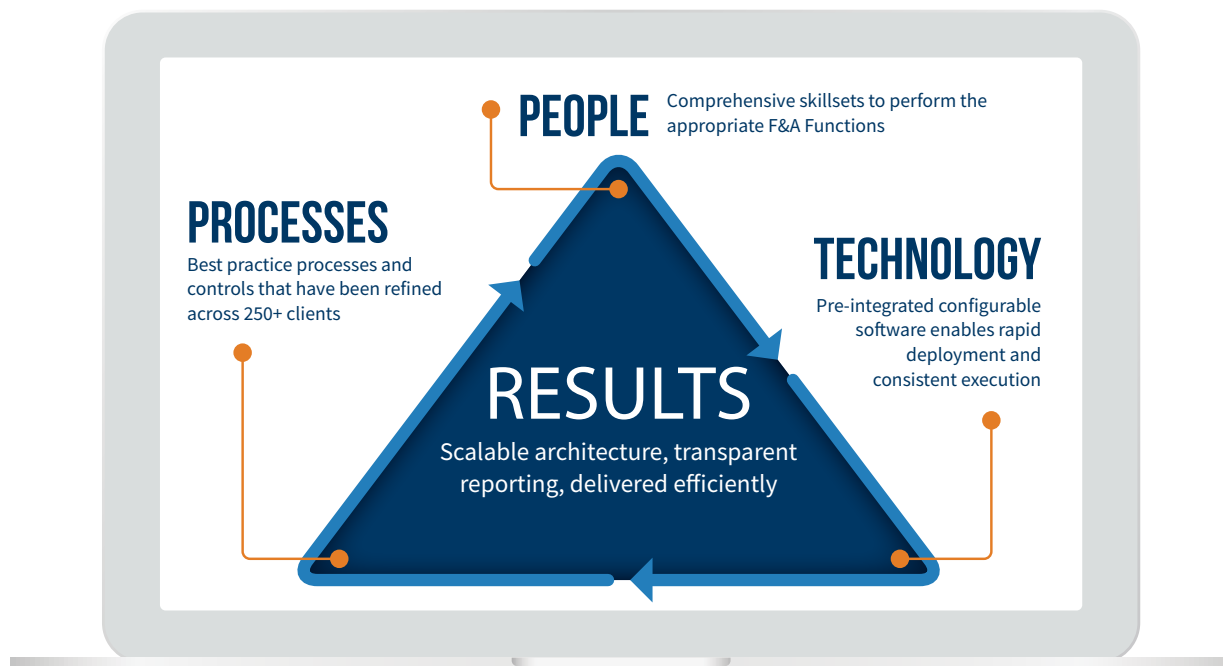 PEOPLE
Comprehensive skillsets to perform the
appropriate F&A Functions
PROCESSES
Best practice processes and
controls that have been refined
across 250+ clients
TECHNOLOGY
Pre-integrated configurable
software enables rapid
deployment and
consistent execution
RESULTS
Scalable architecture, transparent
reporting, delivered efficiently